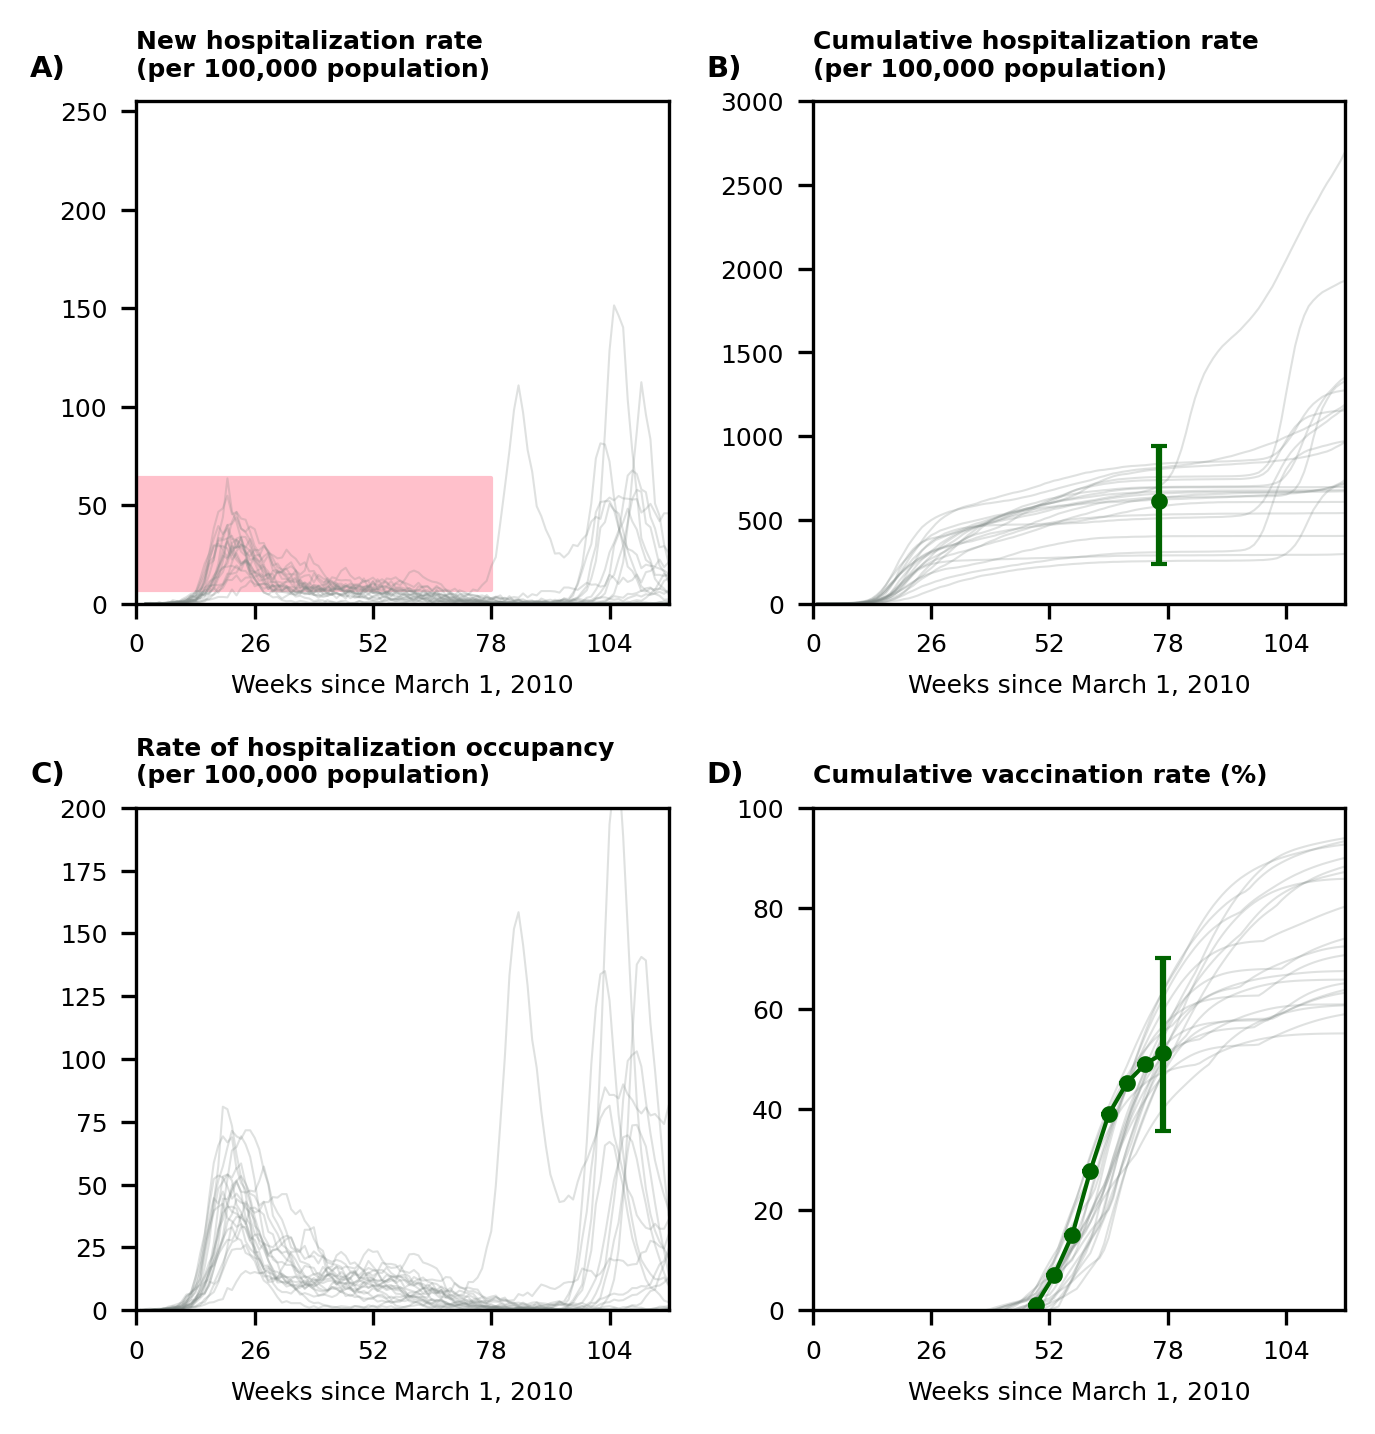 A)
New hospitalization rate
(per 100,000 population)
250
200
150
100
50
0
0 26 52 78 104
Weeks since March 1, 2010
B)
Cumulative hospitalization rate
(per 100,000 population)
3000
2500
2000
1500
1000
500
0
0 26 52 78 104
Weeks since March 1, 2010
C)
Rate of hospitalization occupancy
(per 100,000 population)
200
175
150
125
100
75
50
25
0
0 26 52 78 104
Weeks since March 1, 2010
D)
Cumulative vaccination rate (%)
100
80
60
40
20
0
0 26 52 78 104
Weeks since March 1, 2010